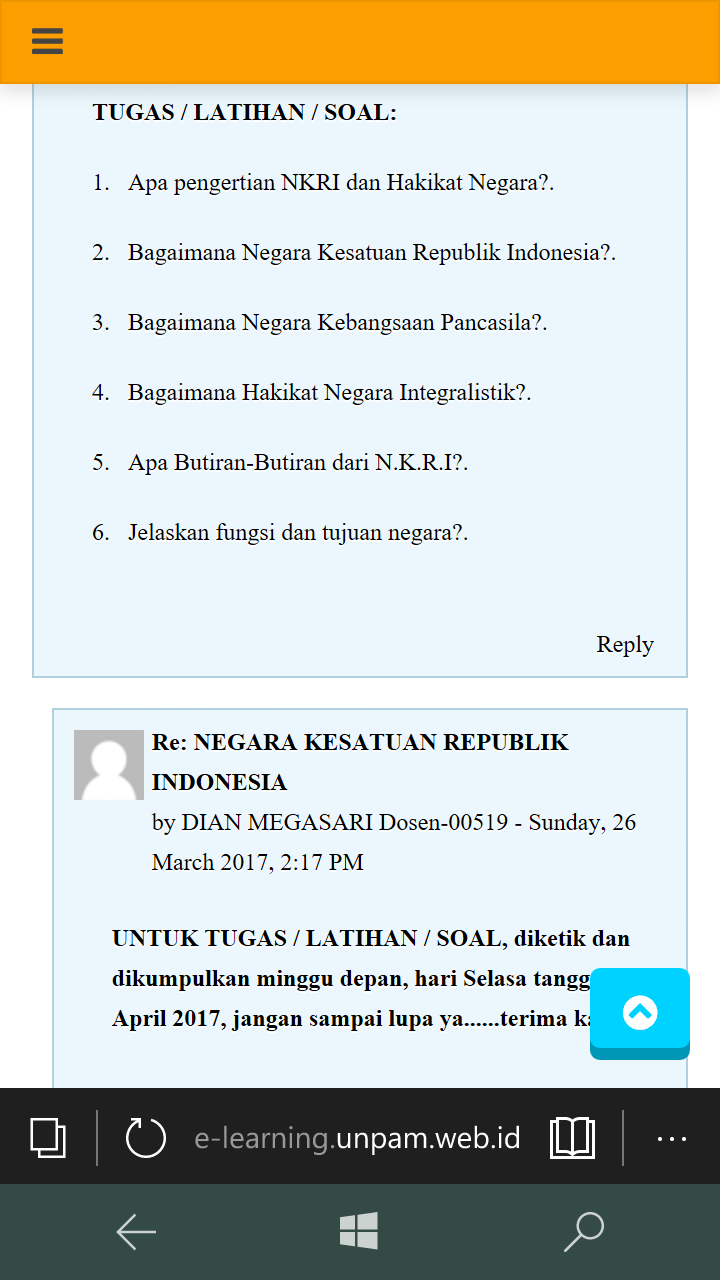 TUGAS / LATIHAN / SOAL:
1. Apa pengertian NKRI dan Hakikat Negara?.
2. Bagaimana Negara Kesatuan Republik Indonesia?.
3. Bagaimana Negara Kebangsaan Pancasila?.
4. Bagaimana Hakikat Negara Integralistik?.
5. Apa Butiran-Butiran dari N.K.R.I?.
6. Jelaskan fungsi dan tujuan negara?.
Reply
Re: NEGARA KESATUAN REPUBLIK
INDONESIA
by DIAN MEGASARI Dosen-00519 - Sunday, 26
March 2017, 2:17 PM
UNTUK TUGAS / LATIHAN / SOAL, diketik dan
dikumpulkan minggu depan, hari Selasa
April 2017, jangan sampai lupa ya......terima
e-learning.unpam.web.id